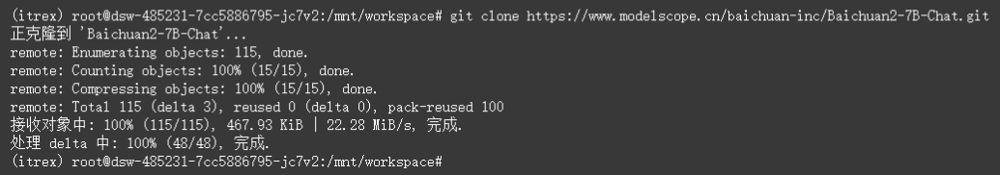 (itrex) root@dsw-485231-7cc5886795-jc7v2:/mnt/workspace# git clone https://www.modelscope.cn/baichuan-inc/Baichuan2-7B-Chat.git
正克隆到 'Baichuan2-7B-Chat'...
remote: Enumerating objects: 115, done.
remote: Counting objects: 100% (15/15), done.
remote: Compressing objects: 100% (15/15), done.
remote: Total 115 (delta 3), reused 0 (delta 0), pack-reused 100
接收对象中: 100% (115/115), 467.93 KiB | 22.28 MiB/s, 完成.
处理 delta 中: 100% (48/48), 完成.
(itrex) root@dsw-485231-7cc5886795-jc7v2:/mnt/workspace#